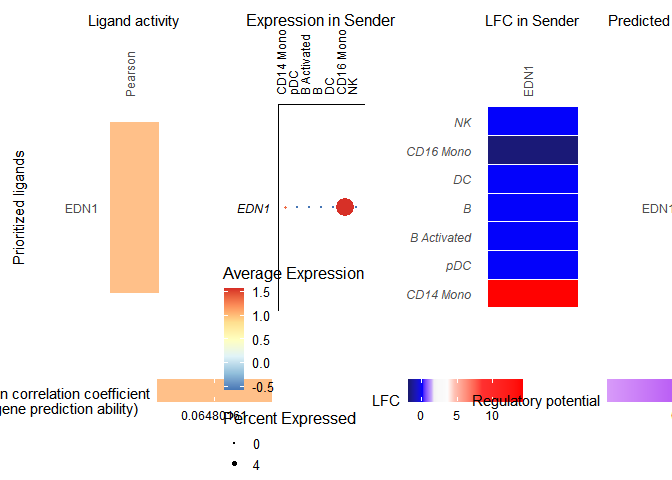 Ligand activity
Expression in Sender
LFC in Sender
Predicted
Pearson
CD14 Mono
pDC
B Activated
B
DC
CD16 Mono
NK
EDN1
Prioritized ligands
EDN1
EDN1
NK
CD16 Mono
DC
B
B Activated
pDC
CD14 Mono
EDN1
Average Expression
1.5
1.0
0.5
0.0
-0.5
n correlation coefficient
gene prediction ability)
Percent Expressed
0
4
LFC
0
5
10
Regulatory potential